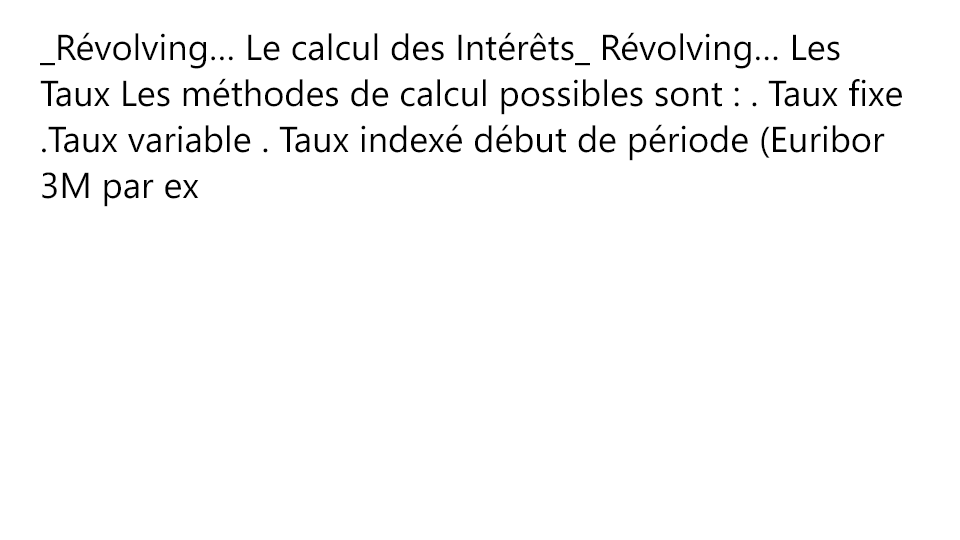 _Révolving... Le calcul des Intérêts_ Révolving... Les
Taux Les méthodes de calcul possibles sont : . Taux fixe
.Taux variable . Taux indexé début de période (Euribor
3M par ex